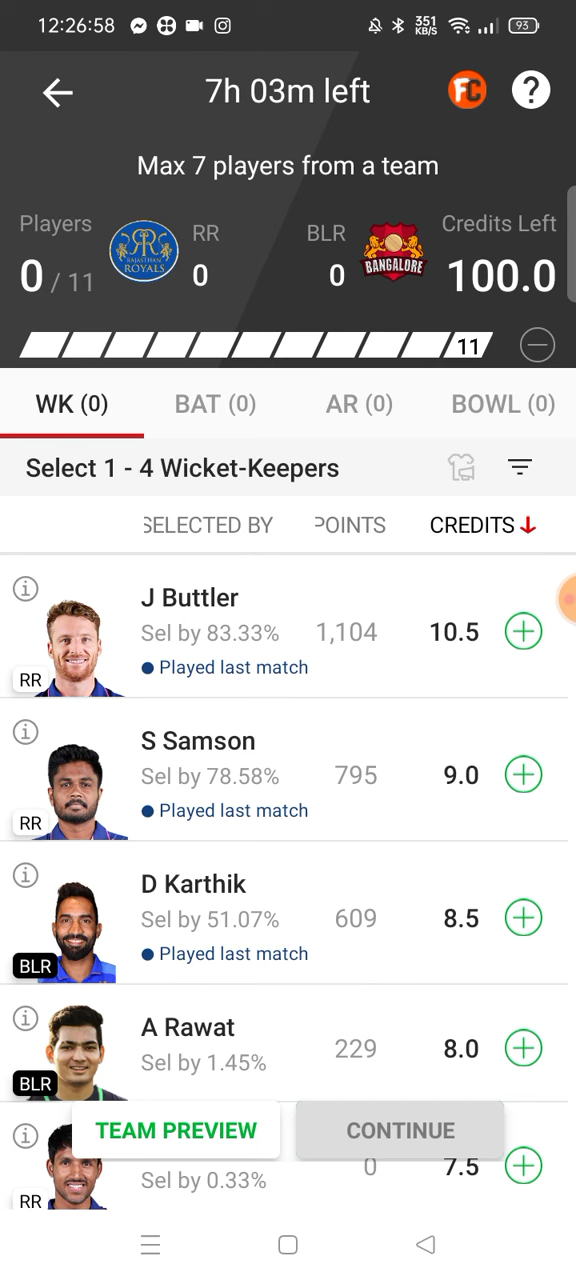 12:26:58
351
KB/S
93
7h 03m left
FC
?
Max 7 players from a team
Players
RR
BLR
Credits Left
RAJASTHAN
ROYALS
BANGALORE
0 / 11
0
0
100.0
11
WK (0)
BAT (0)
AR (0)
BOWL (0)
Select 1 - 4 Wicket-Keepers
SELECTED BY
POINTS
CREDITS
J Buttler
Sel by 83.33%
1,104
10.5
Played last match
RR
S Samson
Sel by 78.58%
795
9.0
Played last match
RR
D Karthik
Sel by 51.07%
609
8.5
Played last match
BLR
A Rawat
Sel by 1.45%
229
8.0
BLR
TEAM PREVIEW
CONTINUE
Sel by 0.33%
0
7.5
RR